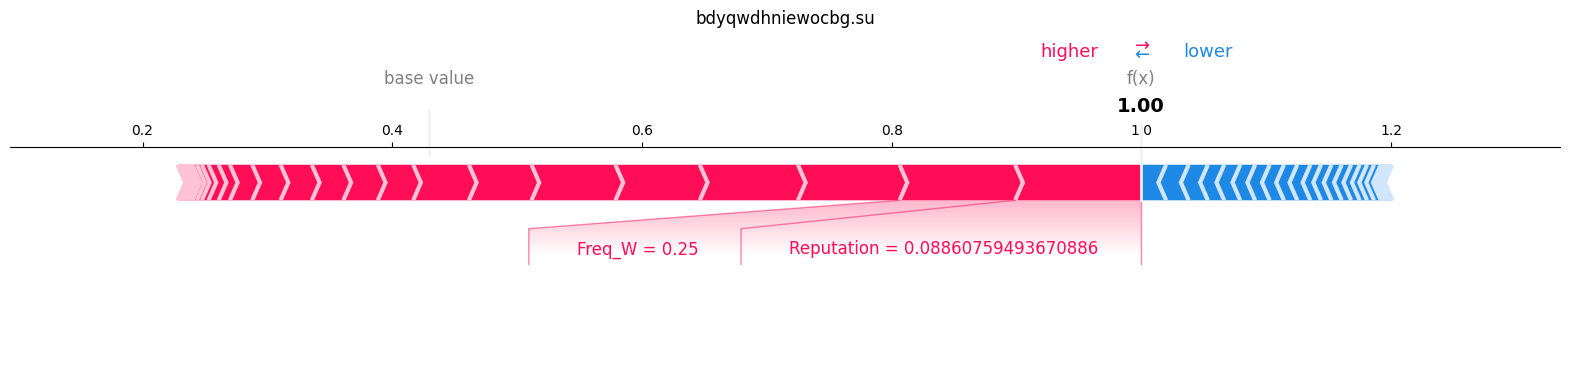 bdyqwdhniewocbg.su
higher ⇄ lower
base value f(x)
1.00
0.2 0.4 0.6 0.8 1.0 1.2
Freq_W = 0.25 Reputation = 0.08860759493670886